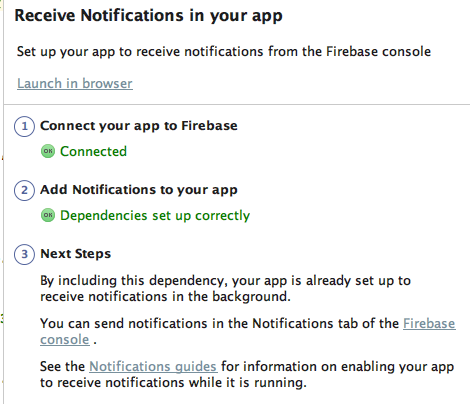 Receive Notifications in your app
Set up your app to receive notifications from the Firebase console
Launch in browser
1 Connect your app to Firebase
OK Connected
2 Add Notifications to your app
OK Dependencies set up correctly
3 Next Steps
By including this dependency, your app is already set up to
receive notifications in the background.
You can send notifications in the Notifications tab of the Firebase
console .
See the Notifications guides for information on enabling your app
to receive notifications while it is running.